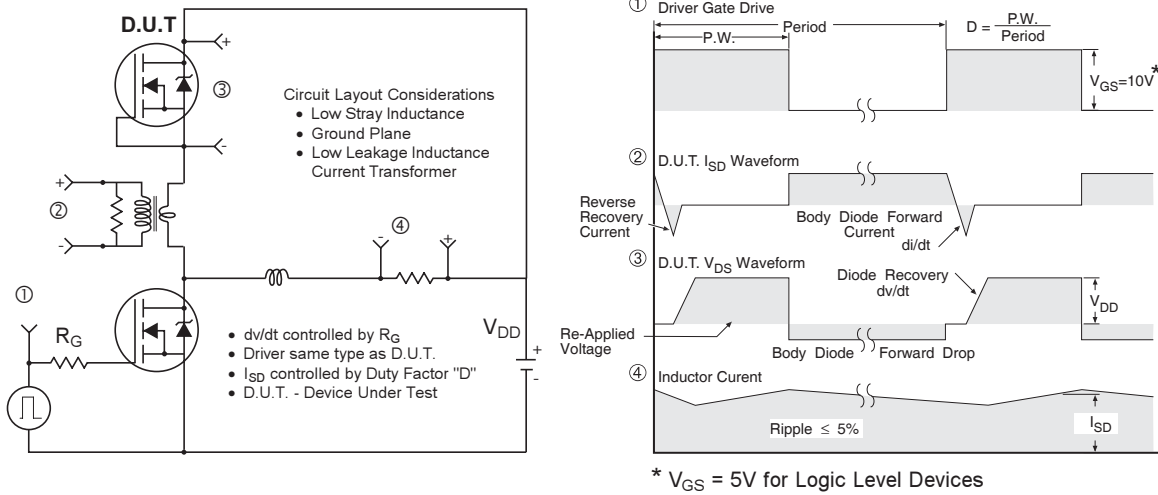 D.U.T
+
③
-
Circuit Layout Considerations
• Low Stray Inductance
• Ground Plane
• Low Leakage Inductance
Current Transformer
+
②
-
④
- +
①
R_G
V_DD
+
-
• dv/dt controlled by R_G
• Driver same type as D.U.T.
• I_SD controlled by Duty Factor "D"
• D.U.T. - Device Under Test
① Driver Gate Drive
P.W.
Period
D = P.W. / Period
V_GS=10V*
② D.U.T. I_SD Waveform
Reverse
Recovery
Current
Body Diode Forward
Current
di/dt
③ D.U.T. V_DS Waveform
Diode Recovery
dv/dt
V_DD
Re-Applied
Voltage
Body Diode Forward Drop
④ Inductor Curent
Ripple ≤ 5%
I_SD
* V_GS = 5V for Logic Level Devices